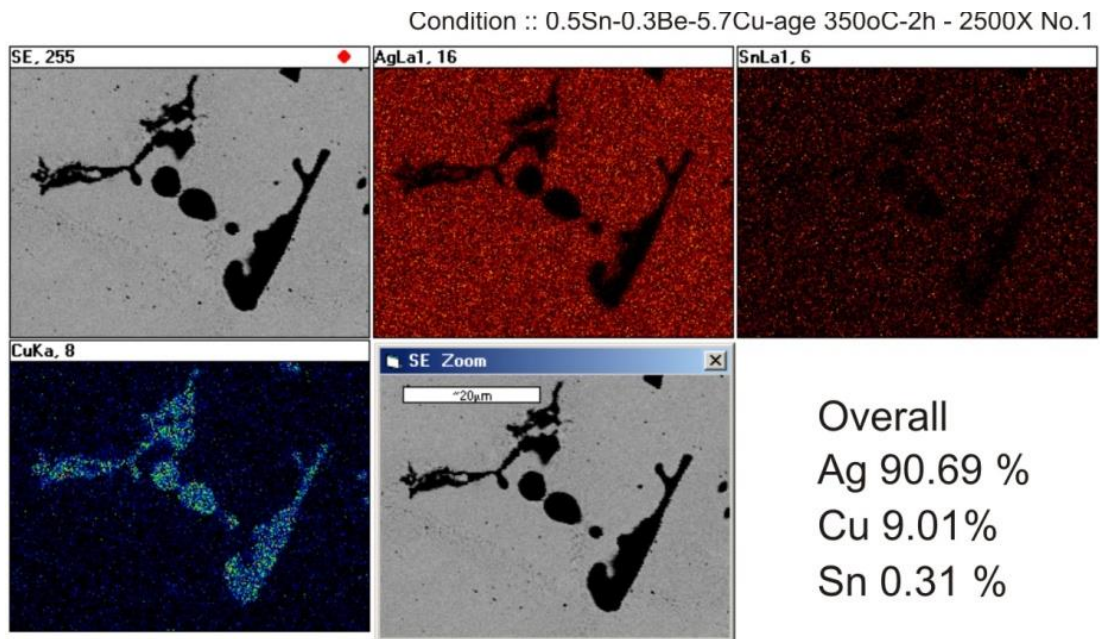 Condition :: 0.5Sn-0.3Be-5.7Cu-age 350oC-2h - 2500X No.1
SE, 255
AgLa1, 16
SnLa1, 6
CuKa, 8
SE Zoom
~20µm
Overall
Ag 90.69 %
Cu 9.01%
Sn 0.31 %